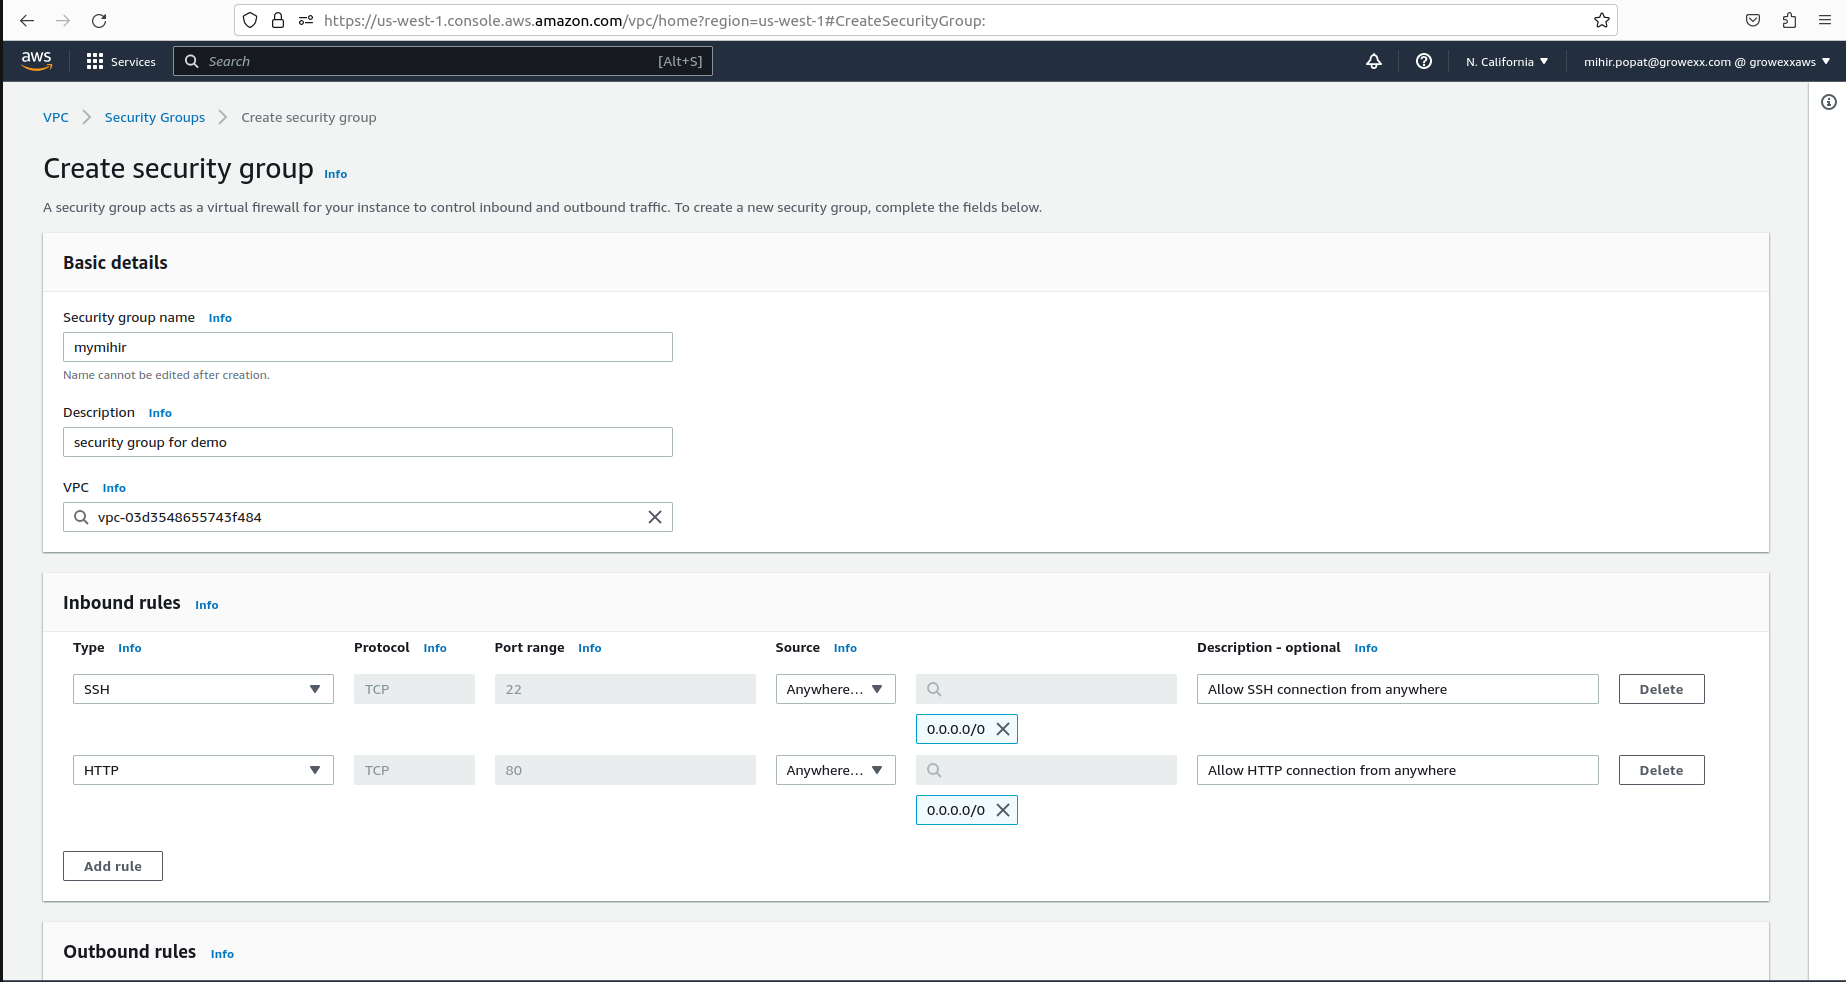 https://us-west-1.console.aws.amazon.com/vpc/home?region=us-west-1#CreateSecurityGroup:
aws Services Search [Alt+S] N. California mihir.popat@growexx.com @ growexxaws
VPC Security Groups Create security group
Create security group Info
A security group acts as a virtual firewall for your instance to control inbound and outbound traffic. To create a new security group, complete the fields below.
Basic details
Security group name Info
mymihir
Name cannot be edited after creation.
Description Info
security group for demo
VPC Info
vpc-03d3548655743f484
Inbound rules Info
Type Info Protocol Info Port range Info Source Info Description - optional Info
SSH TCP 22 Anywhere... Allow SSH connection from anywhere Delete
0.0.0.0/0
HTTP TCP 80 Anywhere... Allow HTTP connection from anywhere Delete
0.0.0.0/0
Add rule
Outbound rules Info